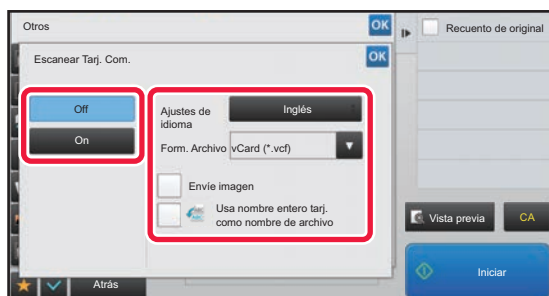 Otros
OK
Recuento de original
Escanear Tarj. Com.
OK
Off
On
Ajustes de
idioma
Inglés
Form. Archivo
vCard (*.vcf)
Envíe imagen
Usa nombre entero tarj.
como nombre de archivo
Vista previa
CA
Atrás
Iniciar